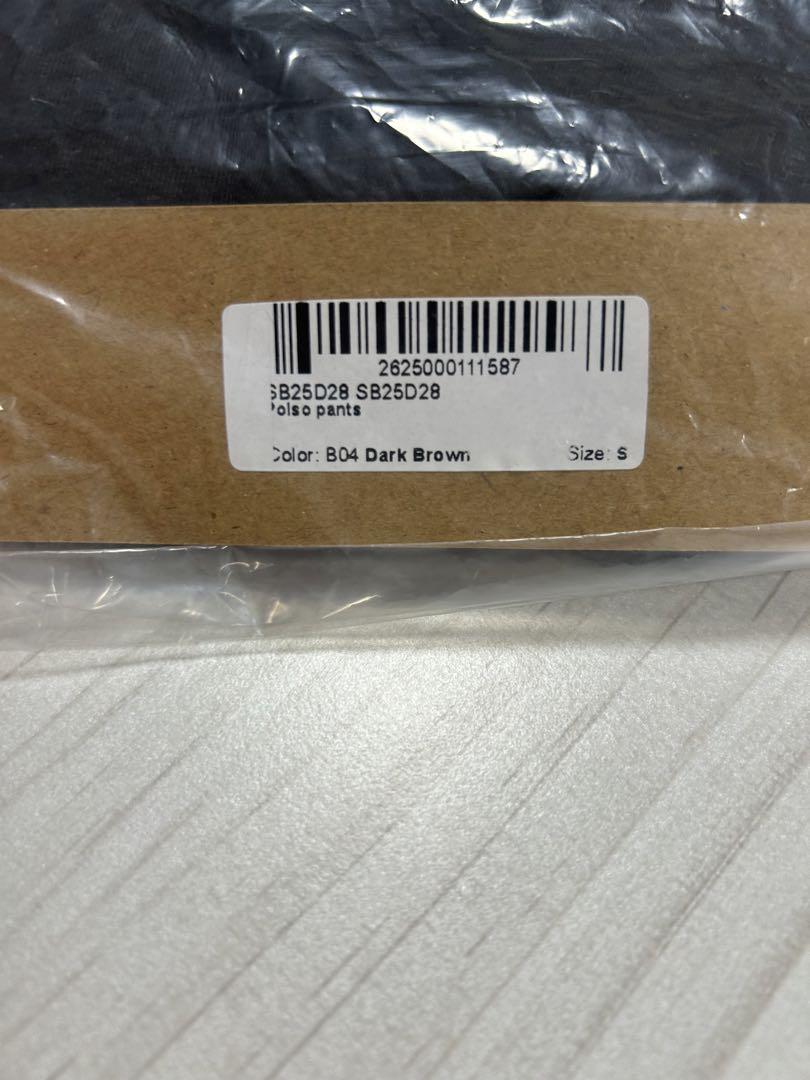 2625000111587
SB25D28 SB25D28
Polso pants
Color: B04 Dark Brown Size: S